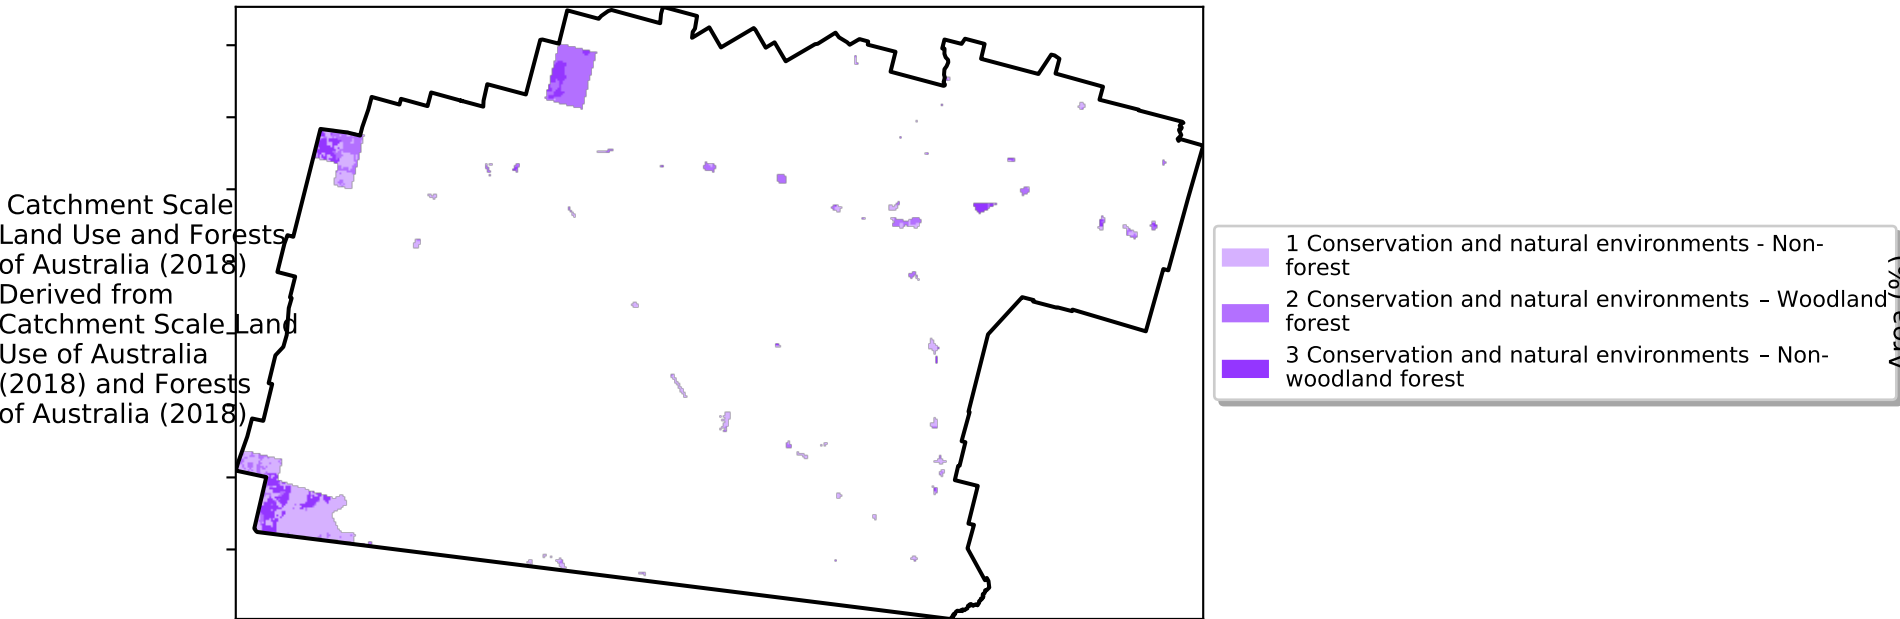 Catchment Scale
Land Use and Forests
of Australia (2018)
Derived from
Catchment Scale Land
Use of Australia
(2018) and Forests
of Australia (2018)
1 Conservation and natural environments - Non-
forest
2 Conservation and natural environments – Woodland
forest
3 Conservation and natural environments – Non-
woodland forest